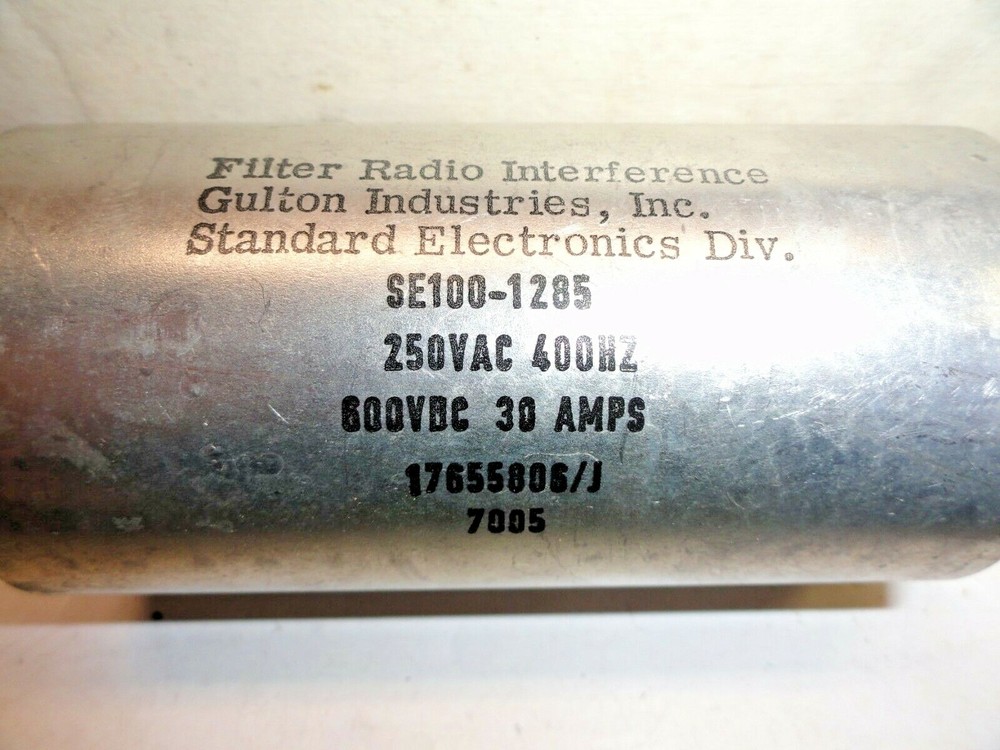 Filter Radio Interference
Gulton Industries, Inc.
Standard Electronics Div.
SE100-1285
250VAC 400HZ
600VDC 30 AMPS
17655806/J
7005